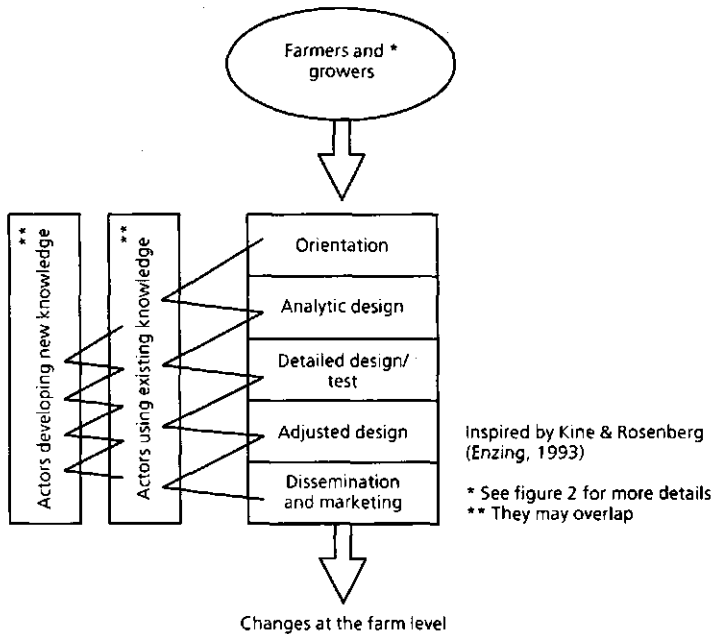 Farmers and *
growers
** Actors developing new knowledge
** Actors using existing knowledge
Orientation
Analytic design
Detailed design/
test
Adjusted design
Dissemination
and marketing
Inspired by Kine & Rosenberg
(Enzing, 1993)
* See figure 2 for more details
** They may overlap
Changes at the farm level